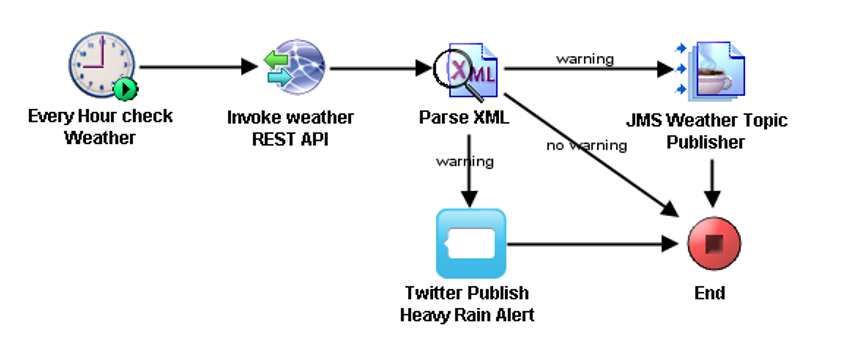 warning
Every Hour check
Weather
Invoke weather
REST API
XML
Parse XML
JMS Weather Topic
Publisher
no warning
warning
Twitter Publish
Heavy Rain Alert
End